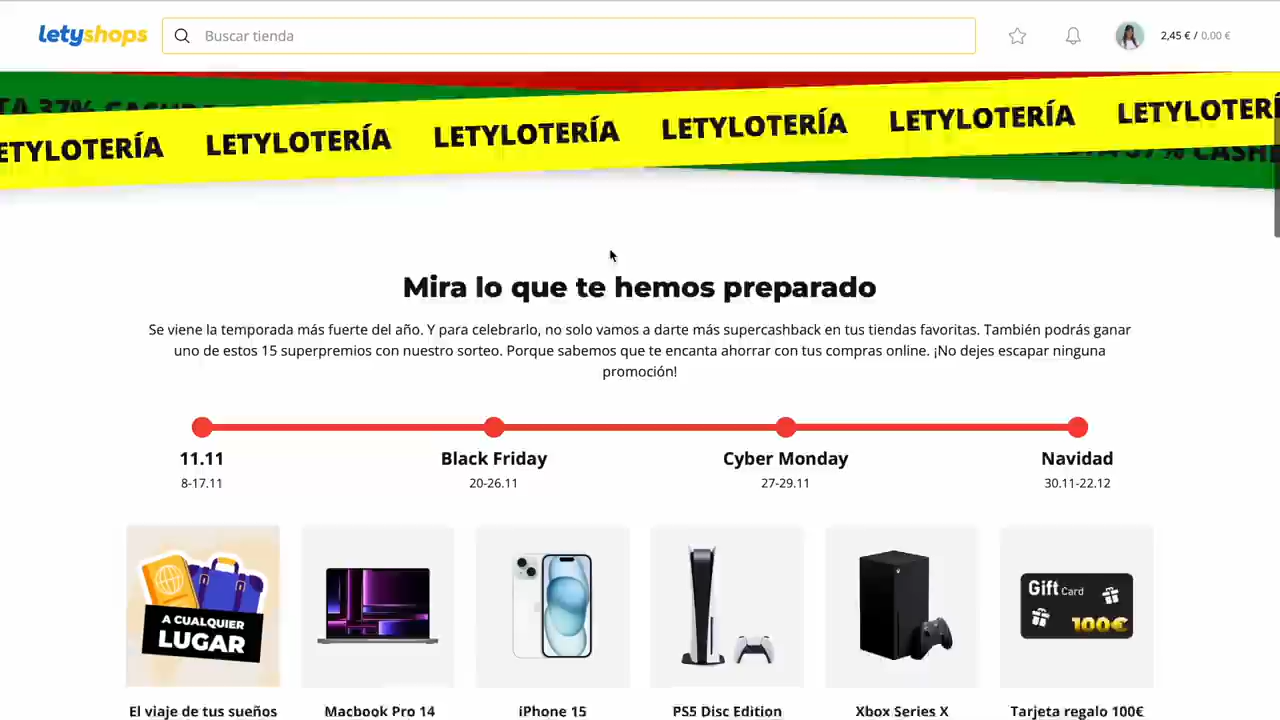 letyshops
Buscar tienda
2,45 € / 0,00 €
TA 37%
LETYLOTERÍA LETYLOTERÍA LETYLOTERÍA LETYLOTERÍA
37% CASH
Mira lo que te hemos preparado
Se viene la temporada más fuerte del año. Y para celebrarlo, no solo vamos a darte más supercashback en tus tiendas favoritas. También podrás ganar
uno de estos 15 superpremios con nuestro sorteo. Porque sabemos que te encanta ahorrar con tus compras online. ¡No dejes escapar ninguna
promoción!
11.11 Black Friday Cyber Monday Navidad
8-17.11 20-26.11 27-29.11 30.11-22.12
A CUALQUIER
LUGAR
Gift Card
100€
El viaje de tus sueños Macbook Pro 14 iPhone 15 PS5 Disc Edition Xbox Series X Tarjeta regalo 100€